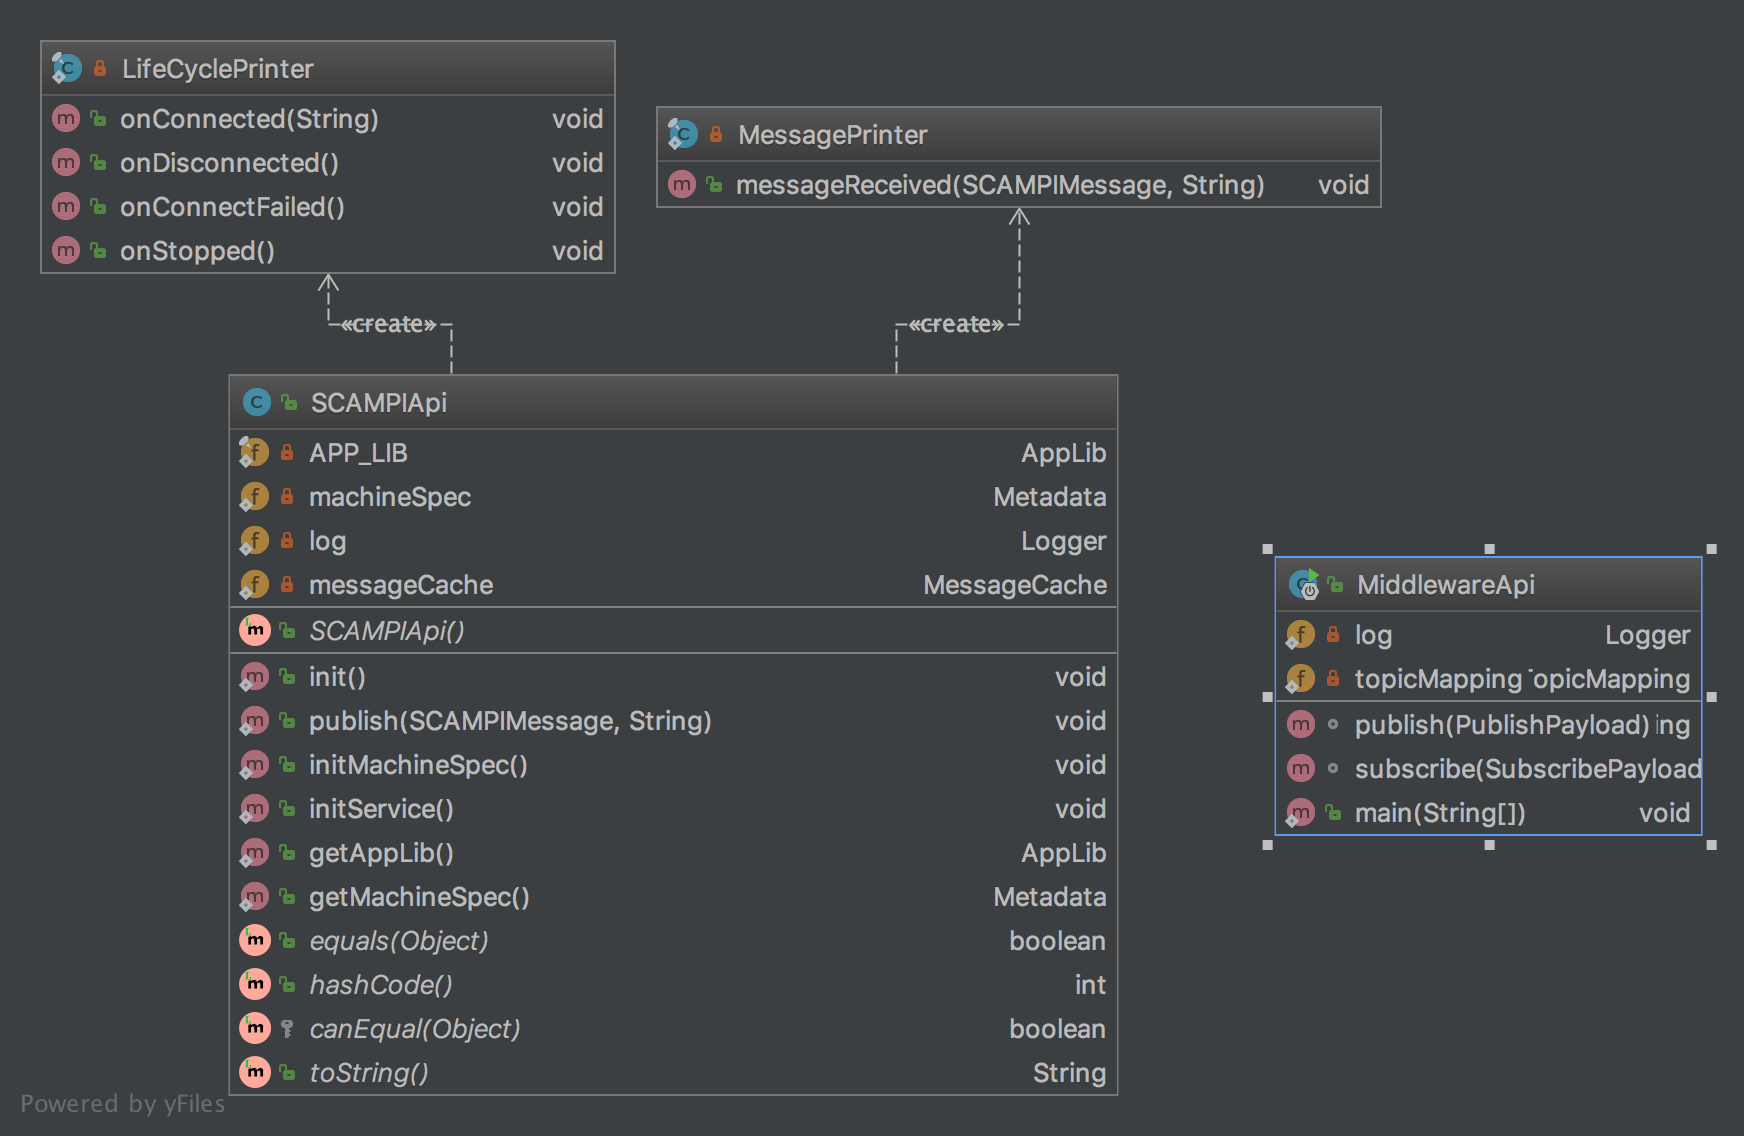 LifeCyclePrinter
onConnected(String) void
onDisconnected() void
onConnectFailed() void
onStopped() void
MessagePrinter
messageReceived(SCAMPIMessage, String) void
«create»
«create»
SCAMPIApi
APP_LIB AppLib
machineSpec Metadata
log Logger
messageCache MessageCache
SCAMPIApi()
init() void
publish(SCAMPIMessage, String) void
initMachineSpec() void
initService() void
getAppLib() AppLib
getMachineSpec() Metadata
equals(Object) boolean
hashCode() int
canEqual(Object) boolean
toString() String
MiddlewareApi
log Logger
topicMapping opicMapping
publish(PublishPayload) ing
subscribe(SubscribePayload
main(String[]) void
Powered by yFiles